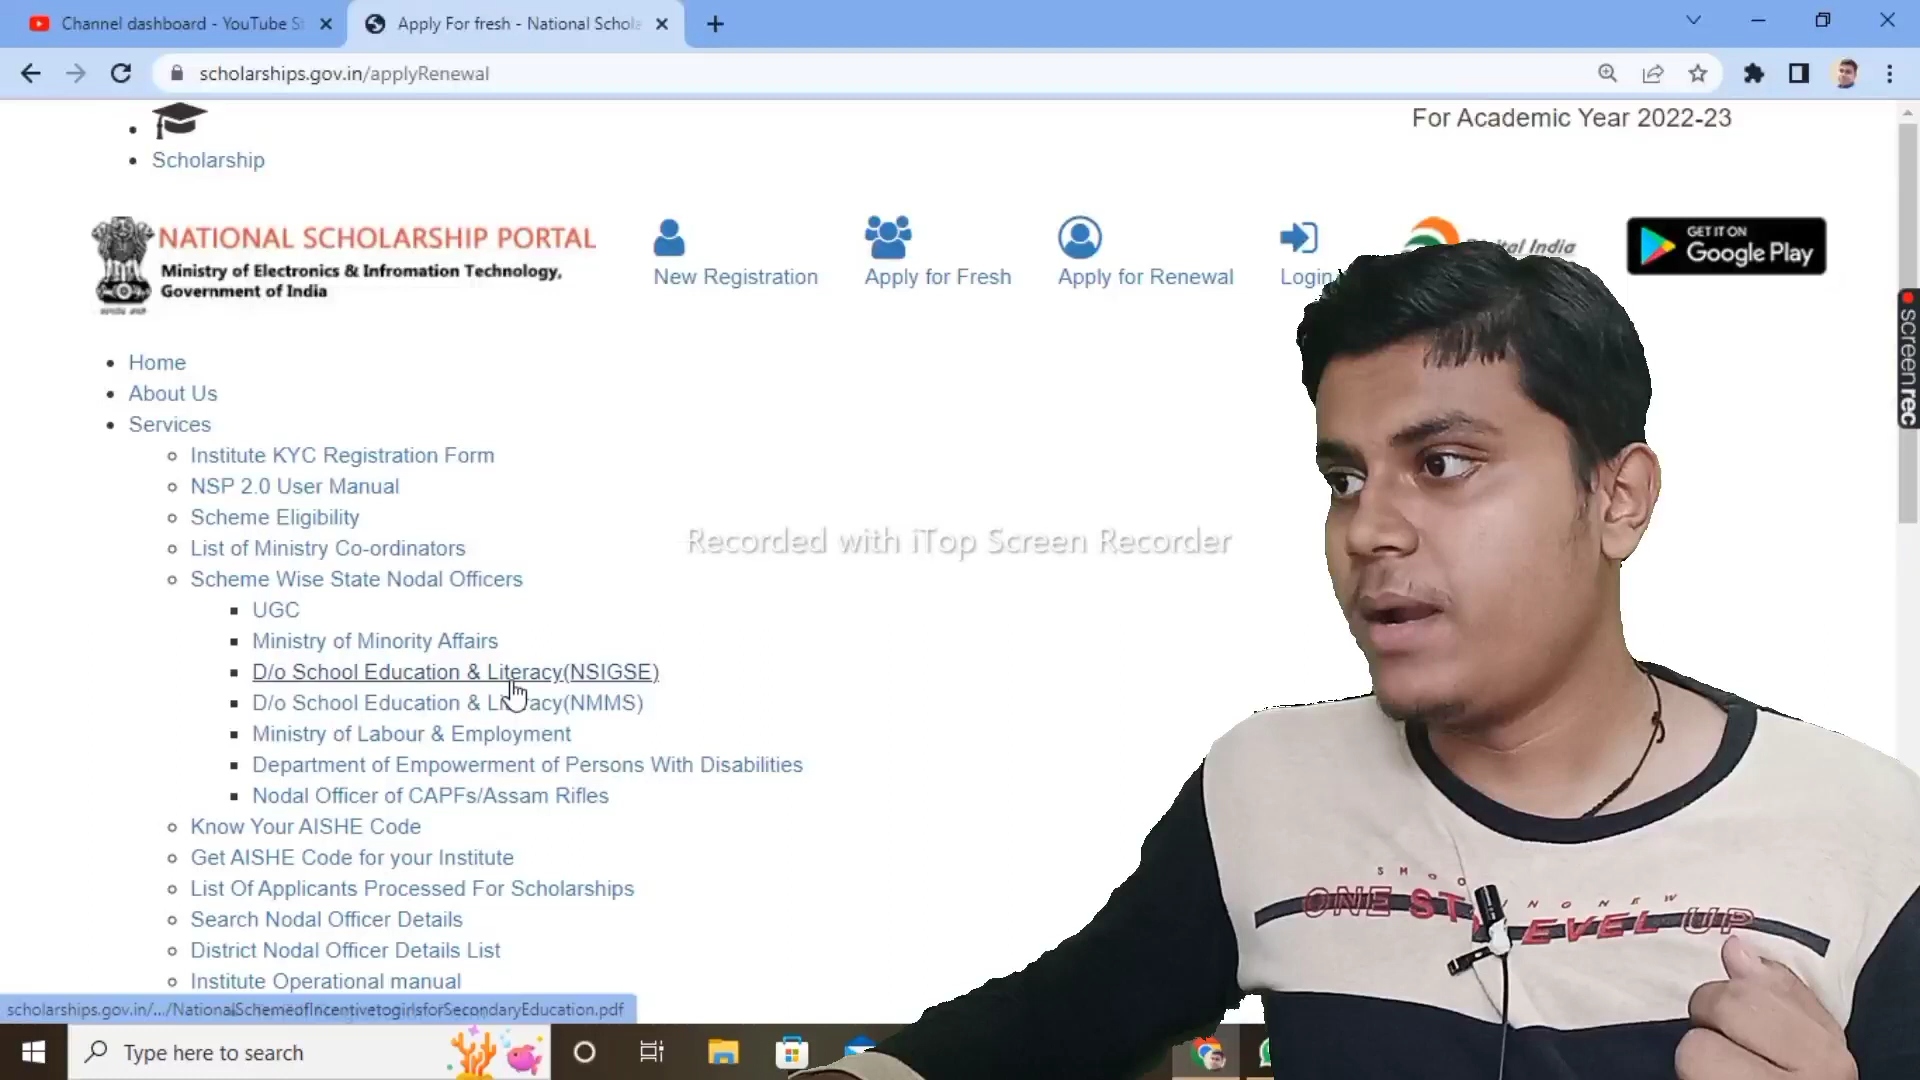 Channel dashboard - YouTube S
Apply For fresh - National Schola
scholarships.gov.in/applyRenewal
For Academic Year 2022-23
Scholarship
NATIONAL SCHOLARSHIP PORTAL
Ministry of Electronics & Infromation Technology,
Government of India
New Registration
Apply for Fresh
Apply for Renewal
Login
ital India
GET IT ON
Google Play
Home
About Us
Services
Institute KYC Registration Form
NSP 2.0 User Manual
Scheme Eligibility
List of Ministry Co-ordinators
Scheme Wise State Nodal Officers
UGC
Ministry of Minority Affairs
D/o School Education & Literacy(NSIGSE)
D/o School Education & Literacy(NMMS)
Ministry of Labour & Employment
Department of Empowerment of Persons With Disabilities
Nodal Officer of CAPFs/Assam Rifles
Know Your AISHE Code
Get AISHE Code for your Institute
List Of Applicants Processed For Scholarships
Search Nodal Officer Details
District Nodal Officer Details List
Institute Operational manual
Recorded with iTop Screen Recorder
screenrec
ONE ST LEVEL UP
scholarships.gov.in/.../NationalSchemeofIncentivetogirlsforSecondaryEducation.pdf
Type here to search